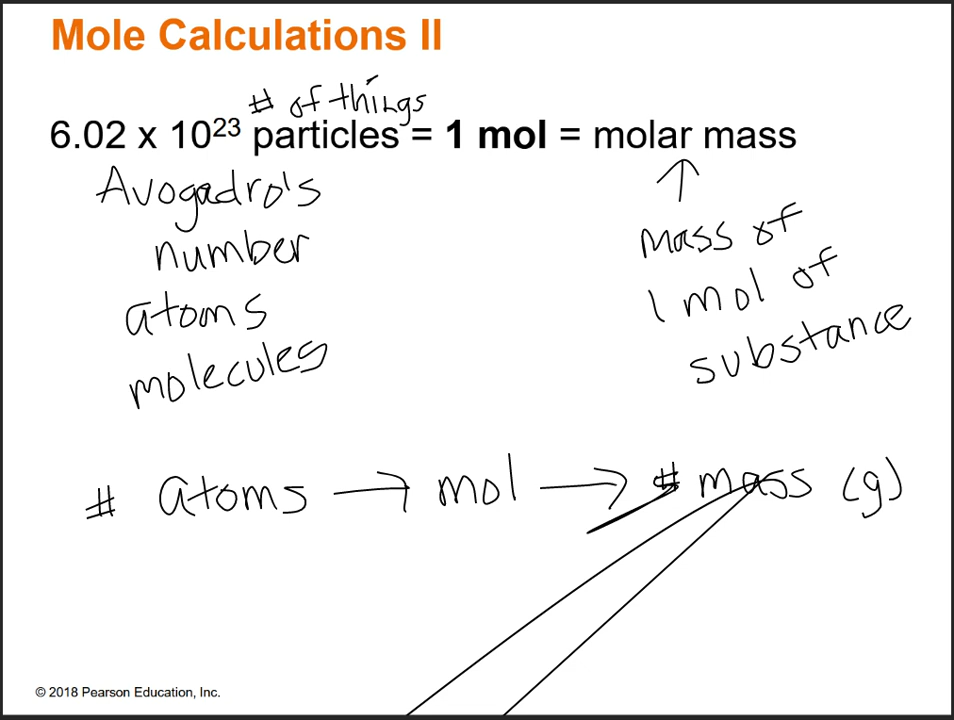 Mole Calculations II
# of things
6.02 x 10²³ particles = 1 mol = molar mass
Avogadro's
number
atoms
molecules
mass of
1 mol of
substance
# atoms → mol → # mass (g)
© 2018 Pearson Education, Inc.